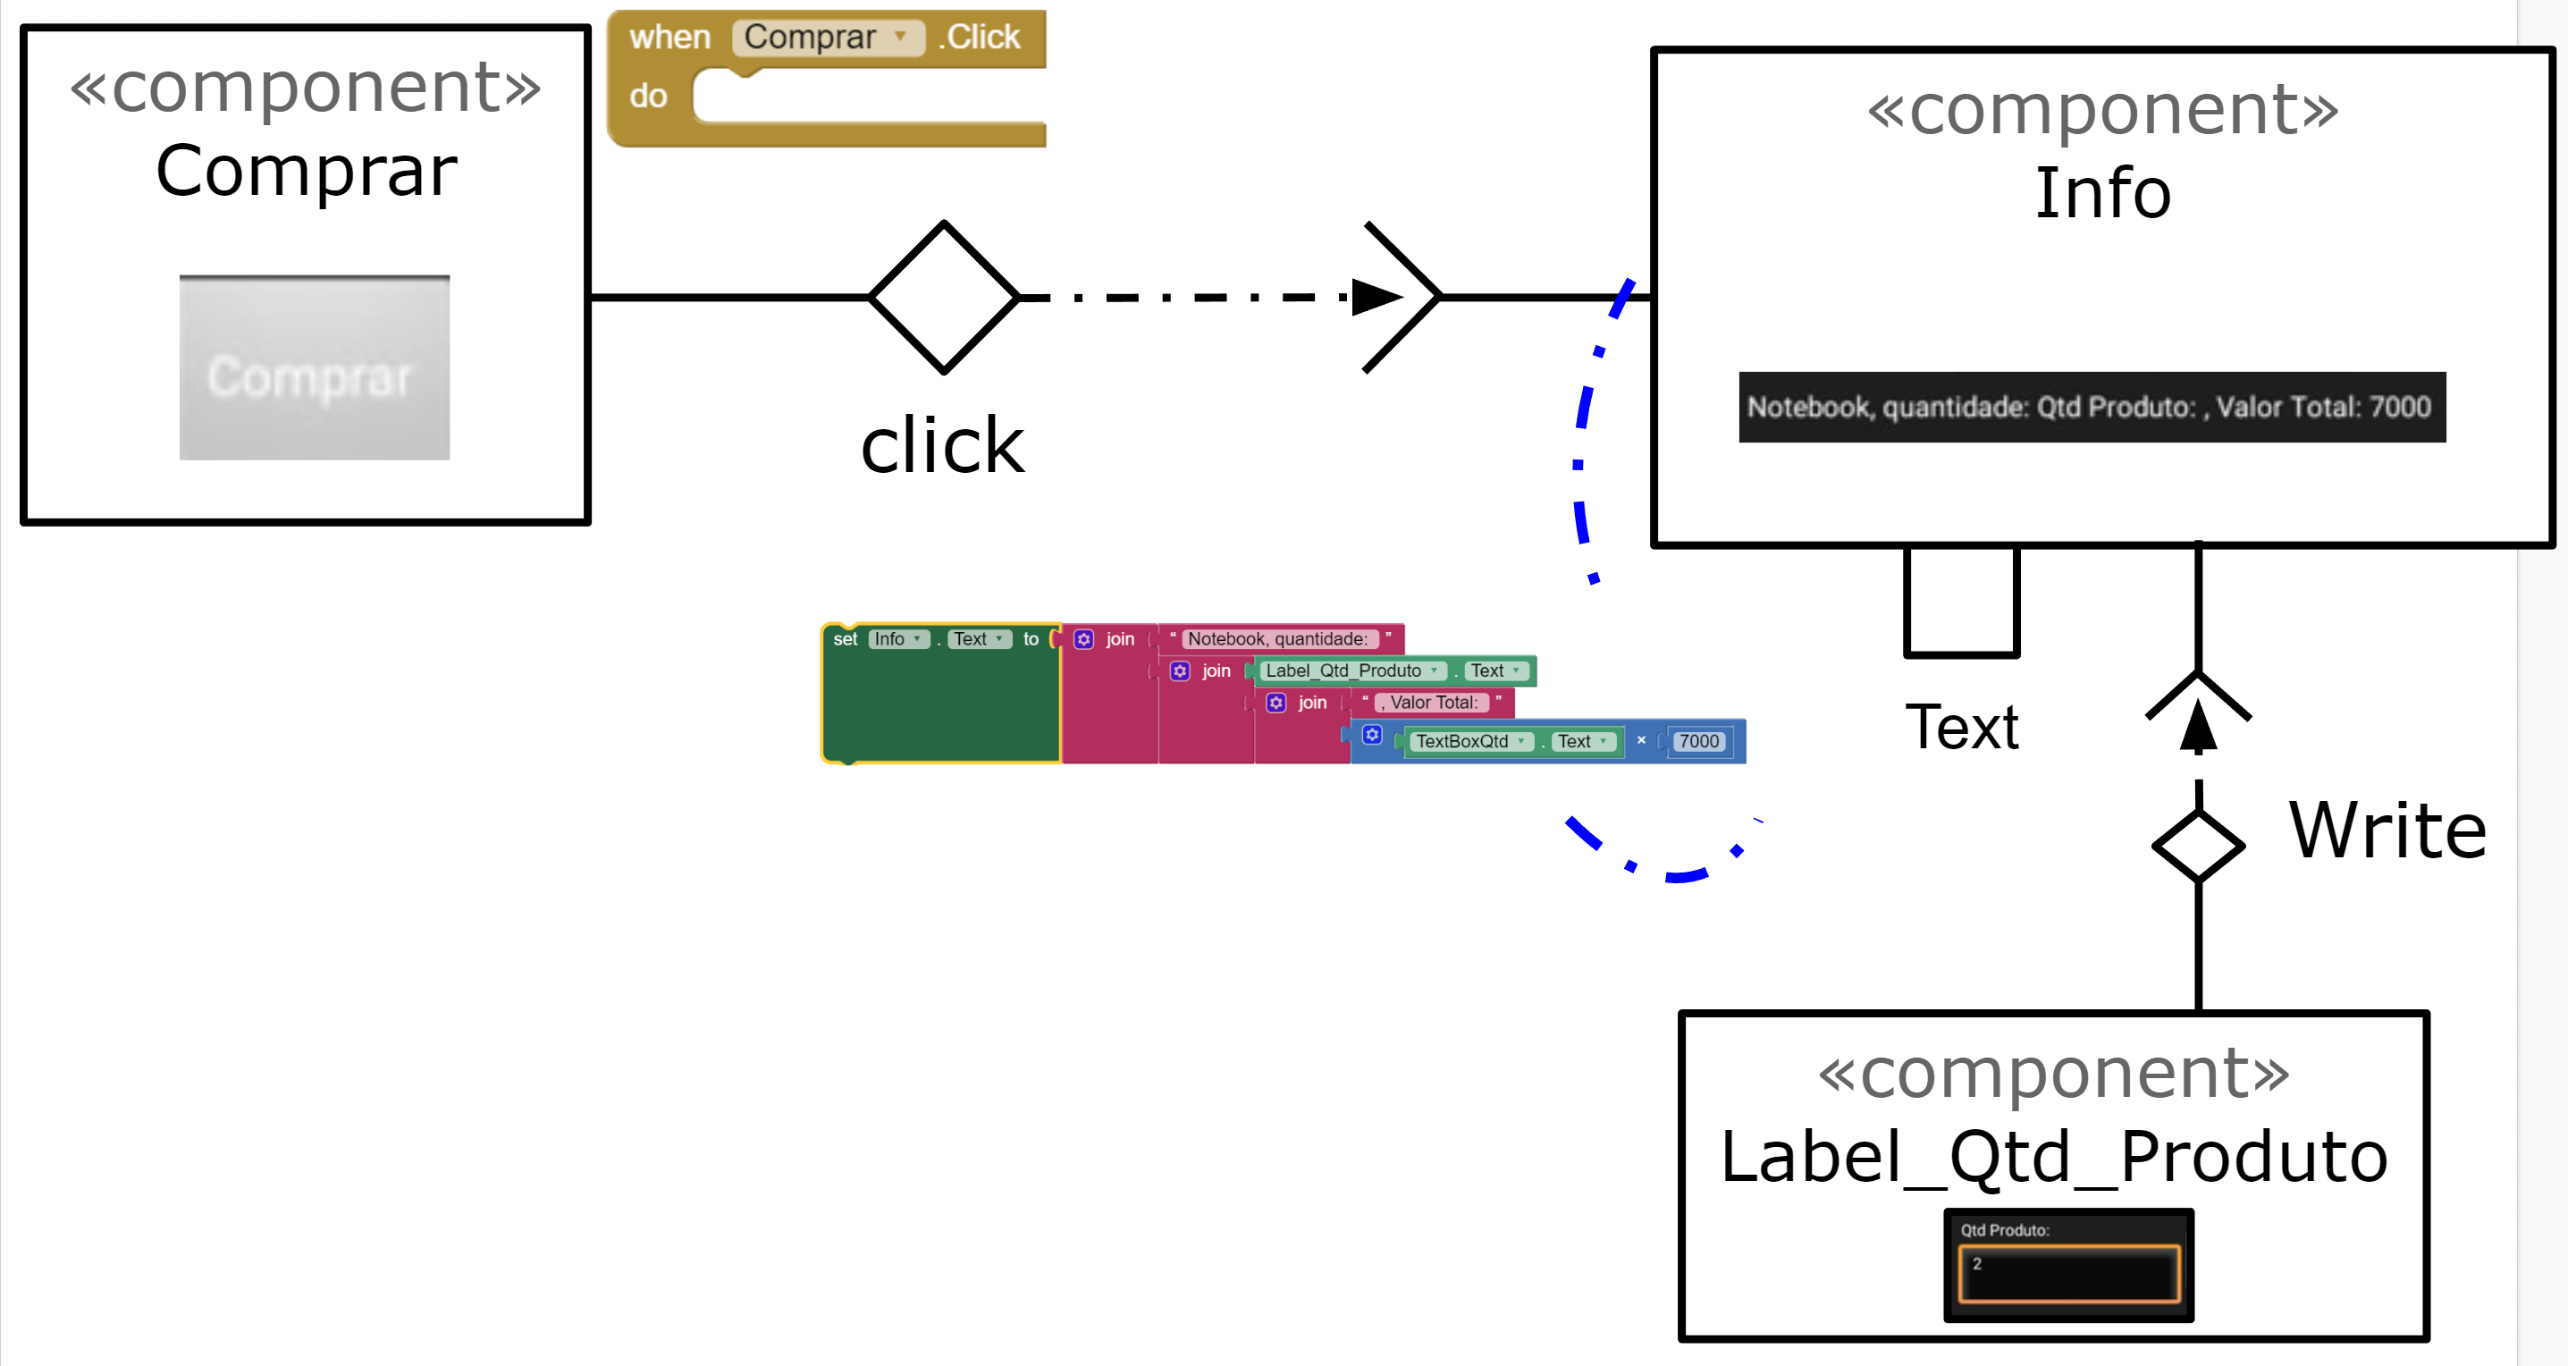 «component»
Comprar
Comprar
when Comprar .Click
do
click
«component»
Info
Notebook, quantidade: Qtd Produto: , Valor Total: 7000
set Info . Text to join “ Notebook, quantidade: ”
join Label_Qtd_Produto . Text
join “ , Valor Total: ”
TextBoxQtd . Text × 7000
Text
Write
«component»
Label_Qtd_Produto
Qtd Produto:
2